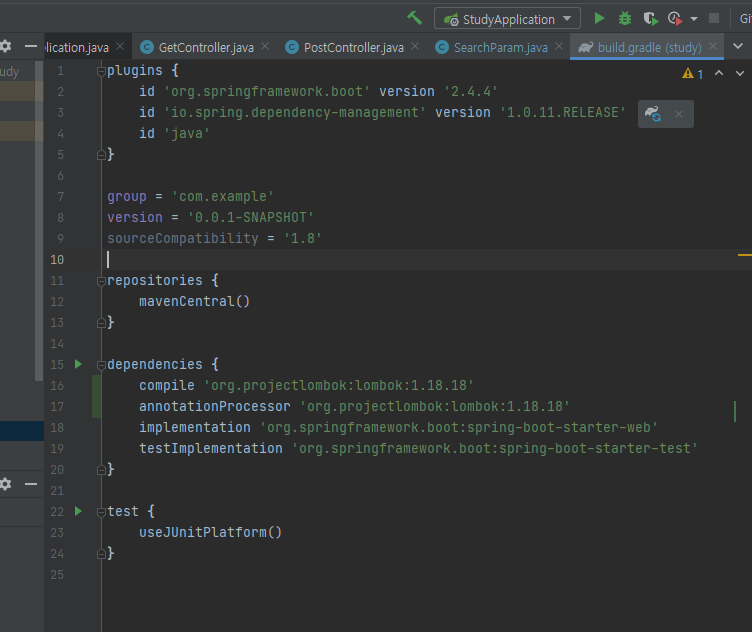 StudyApplication
Gi
lication.java
GetController.java
PostController.java
SearchParam.java
build.gradle (study)
udy
1
1 plugins {
2 id 'org.springframework.boot' version '2.4.4'
3 id 'io.spring.dependency-management' version '1.0.11.RELEASE'
4 id 'java'
5 }
6
7 group = 'com.example'
8 version = '0.0.1-SNAPSHOT'
9 sourceCompatibility = '1.8'
10
11 repositories {
12 mavenCentral()
13 }
14
15 dependencies {
16 compile 'org.projectlombok:lombok:1.18.18'
17 annotationProcessor 'org.projectlombok:lombok:1.18.18'
18 implementation 'org.springframework.boot:spring-boot-starter-web'
19 testImplementation 'org.springframework.boot:spring-boot-starter-test'
20 }
21
22 test {
23 useJUnitPlatform()
24 }
25